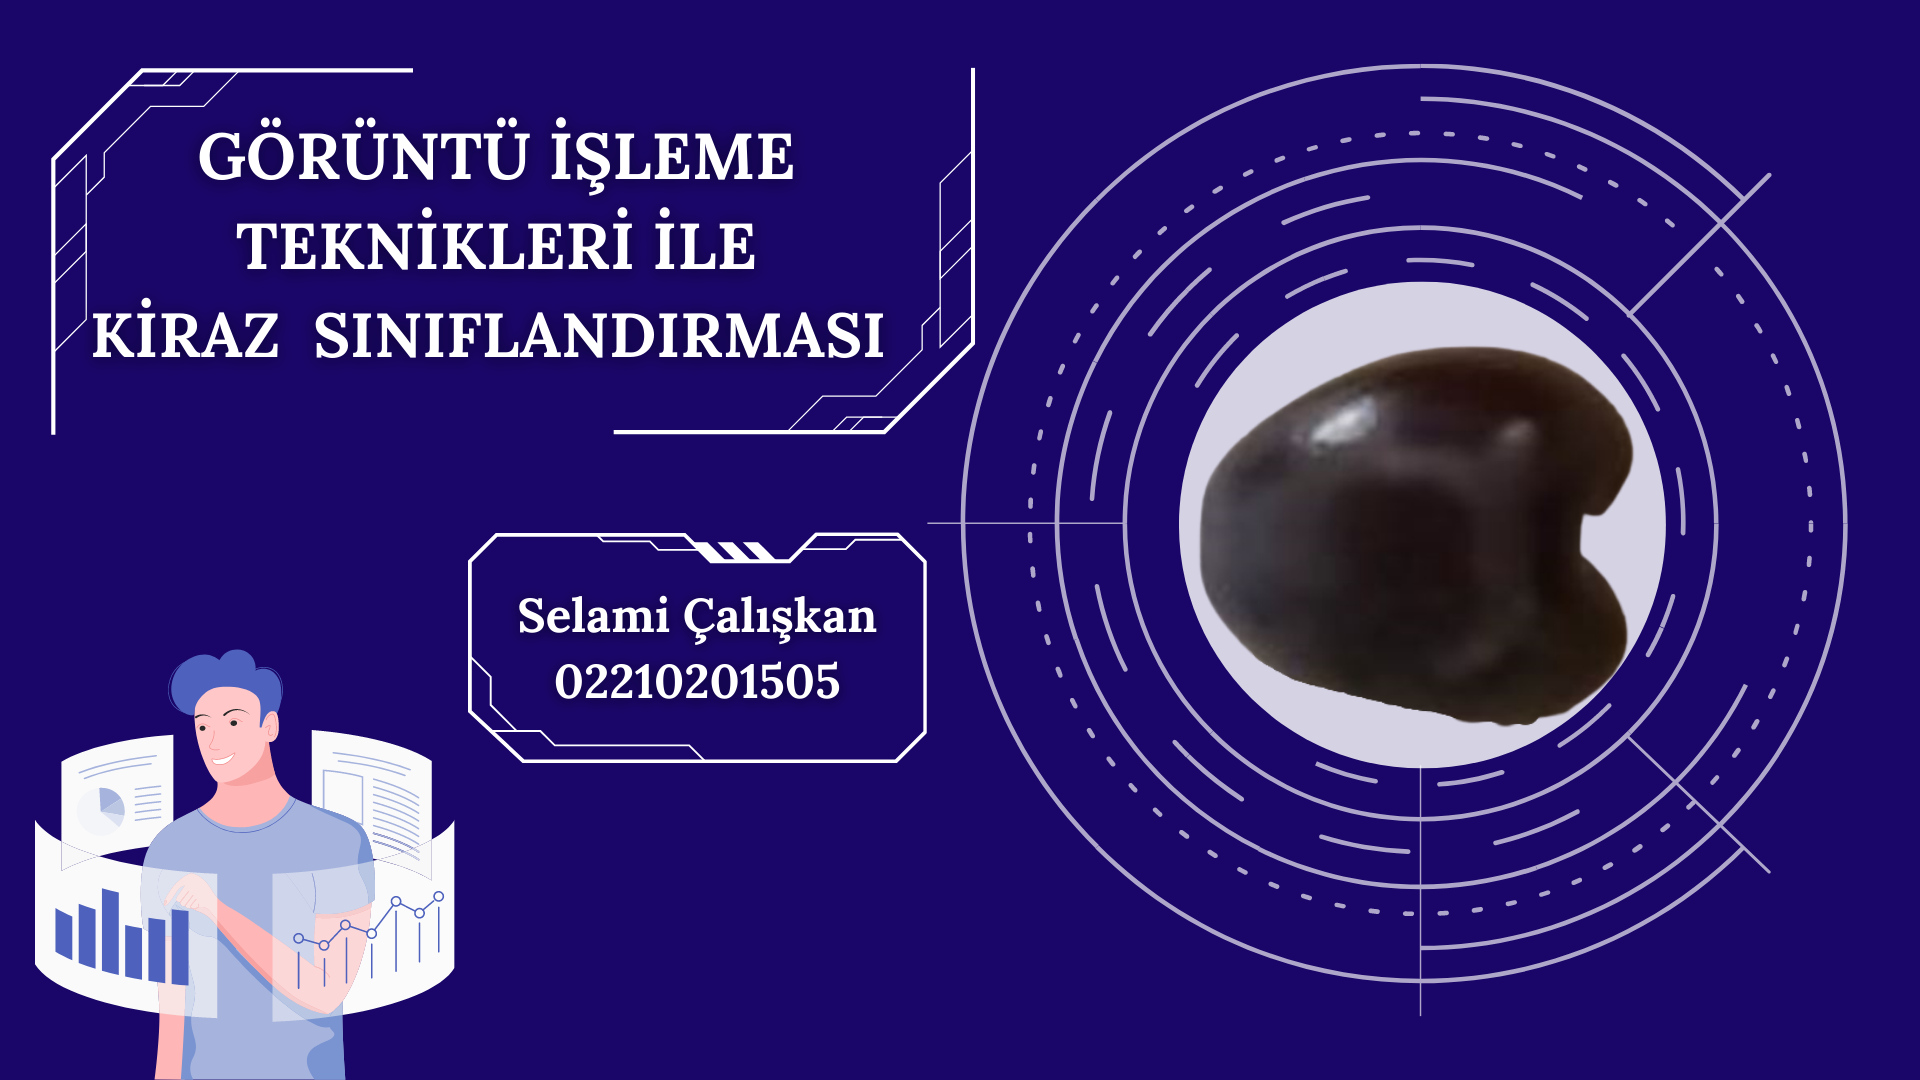 GÖRÜNTÜ İŞLEME
TEKNİKLERİ İLE
KİRAZ  SINIFLANDIRMASI
Selami Çalışkan
02210201505